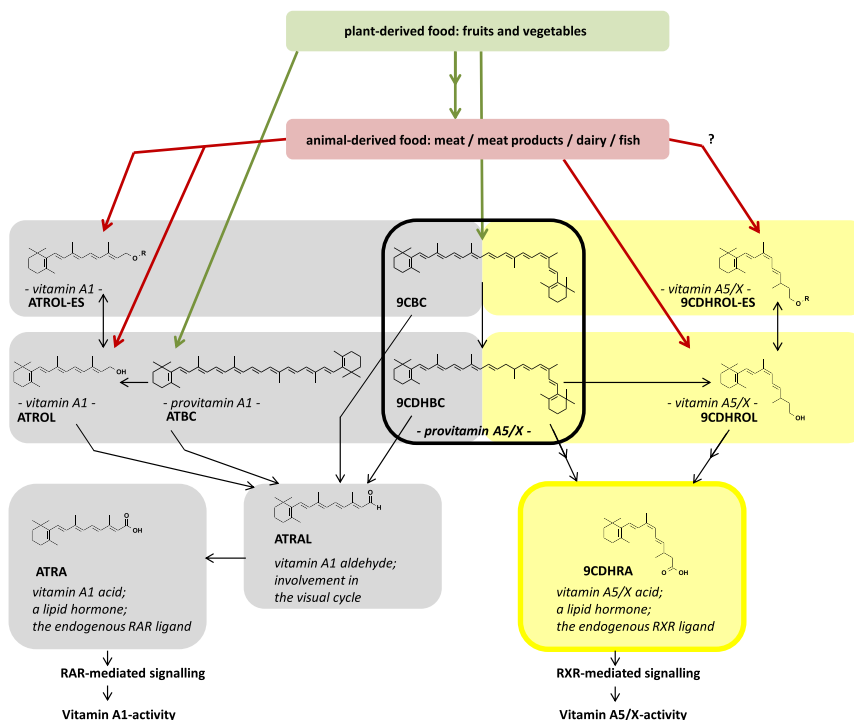 plant-derived food: fruits and vegetables
animal-derived food: meat / meat products / dairy / fish
?
O
R
- vitamin A1 -
ATROL-ES
9CBC
- vitamin A5/X -
9CDHROL-ES
O
R
OH
- vitamin A1 -
ATROL
- provitamin A1 -
ATBC
9CDHBC
- provitamin A5/X -
- vitamin A5/X -
9CDHROL
OH
O
OH
ATRA
vitamin A1 acid;
a lipid hormone;
the endogenous RAR ligand
O
H
ATRAL
vitamin A1 aldehyde;
involvement in
the visual cycle
O
OH
9CDHRA
vitamin A5/X acid;
a lipid hormone;
the endogenous RXR ligand
RAR-mediated signalling
RXR-mediated signalling
Vitamin A1-activity
Vitamin A5/X-activity